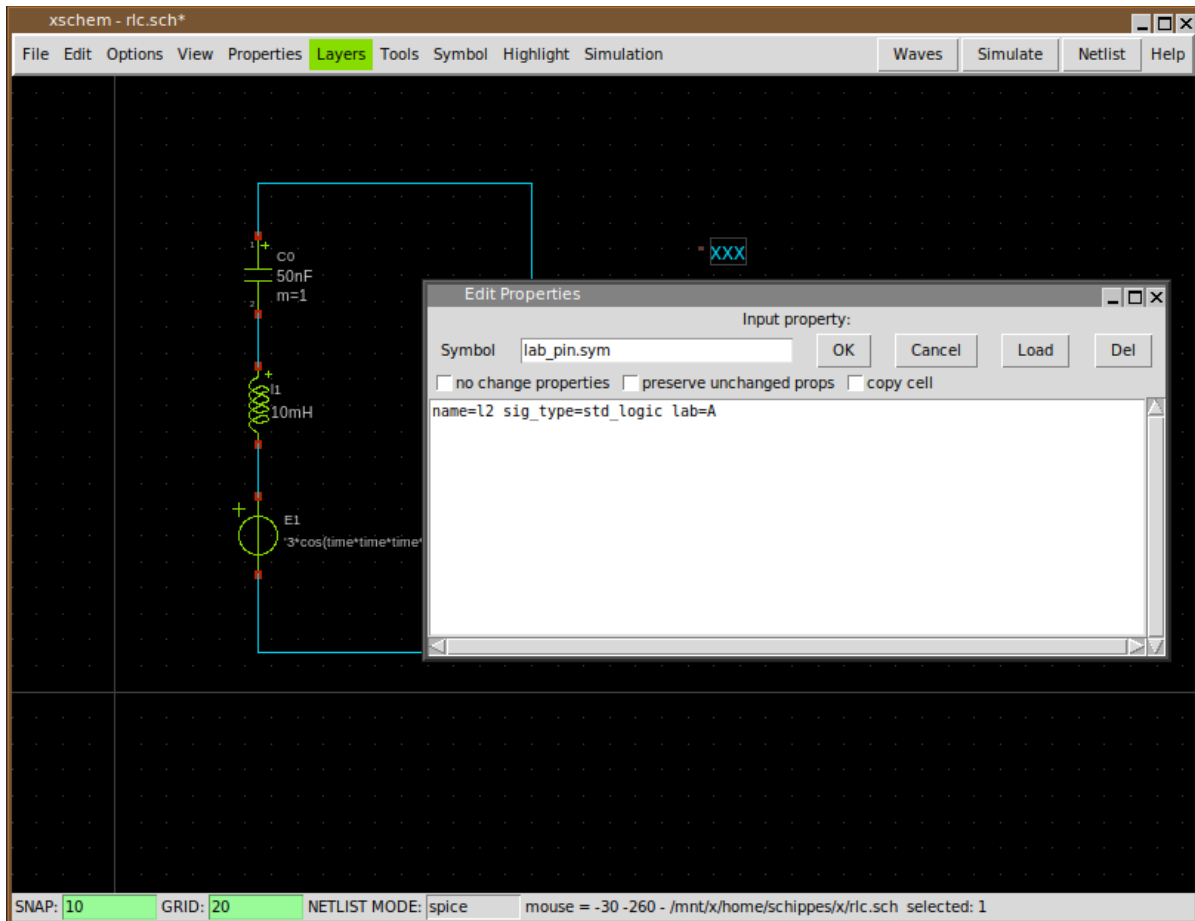 xschem - rlc.sch*
File Edit Options View Properties Layers Tools Symbol Highlight Simulation Waves Simulate Netlist Help
XXX
1
C0
50nF
m=1
2
Edit Properties
Input property:
Symbol lab_pin.sym OK Cancel Load Del
no change properties preserve unchanged props copy cell
name=l2 sig_type=std_logic lab=A
l1
10mH
E1
'3*cos(time*time*time*
SNAP: 10 GRID: 20 NETLIST MODE: spice mouse = -30 -260 - /mnt/x/home/schippes/x/rlc.sch selected: 1